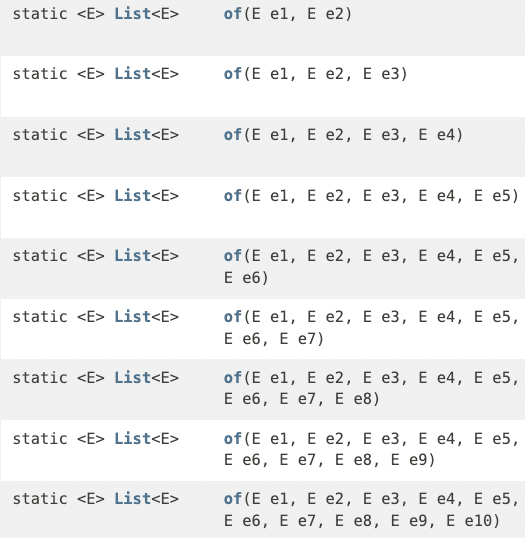 static <E> List<E> of(E e1, E e2)
static <E> List<E> of(E e1, E e2, E e3)
static <E> List<E> of(E e1, E e2, E e3, E e4)
static <E> List<E> of(E e1, E e2, E e3, E e4, E e5)
static <E> List<E> of(E e1, E e2, E e3, E e4, E e5,
E e6)
static <E> List<E> of(E e1, E e2, E e3, E e4, E e5,
E e6, E e7)
static <E> List<E> of(E e1, E e2, E e3, E e4, E e5,
E e6, E e7, E e8)
static <E> List<E> of(E e1, E e2, E e3, E e4, E e5,
E e6, E e7, E e8, E e9)
static <E> List<E> of(E e1, E e2, E e3, E e4, E e5,
E e6, E e7, E e8, E e9, E e10)